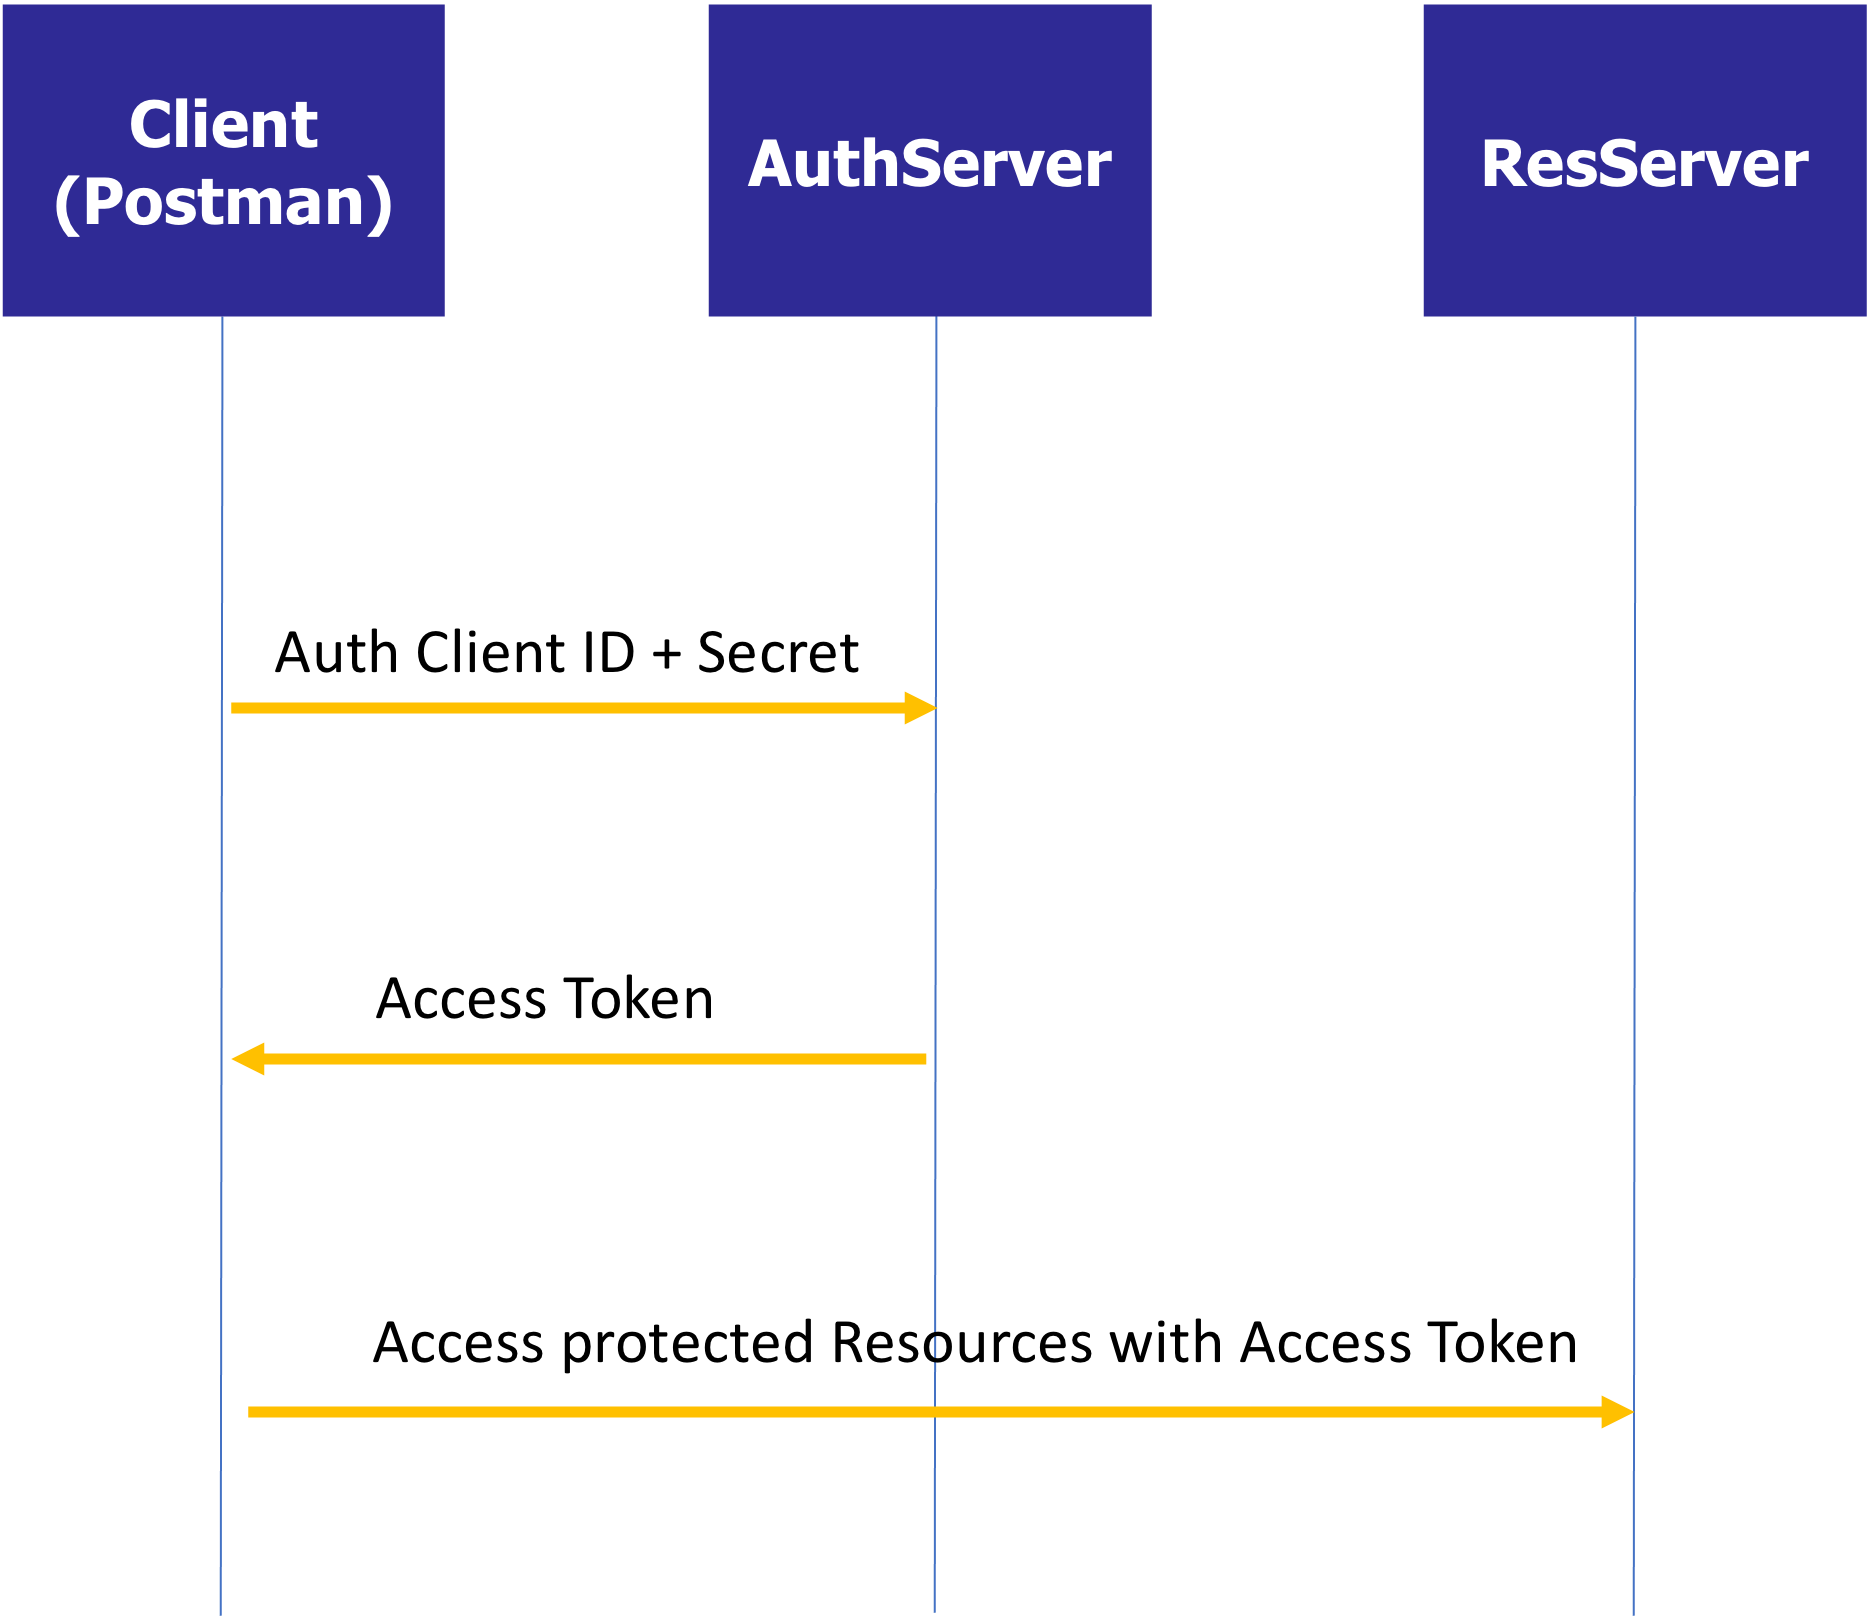 Client
(Postman)
AuthServer
ResServer
Auth Client ID + Secret
Access Token
Access protected Resources with Access Token